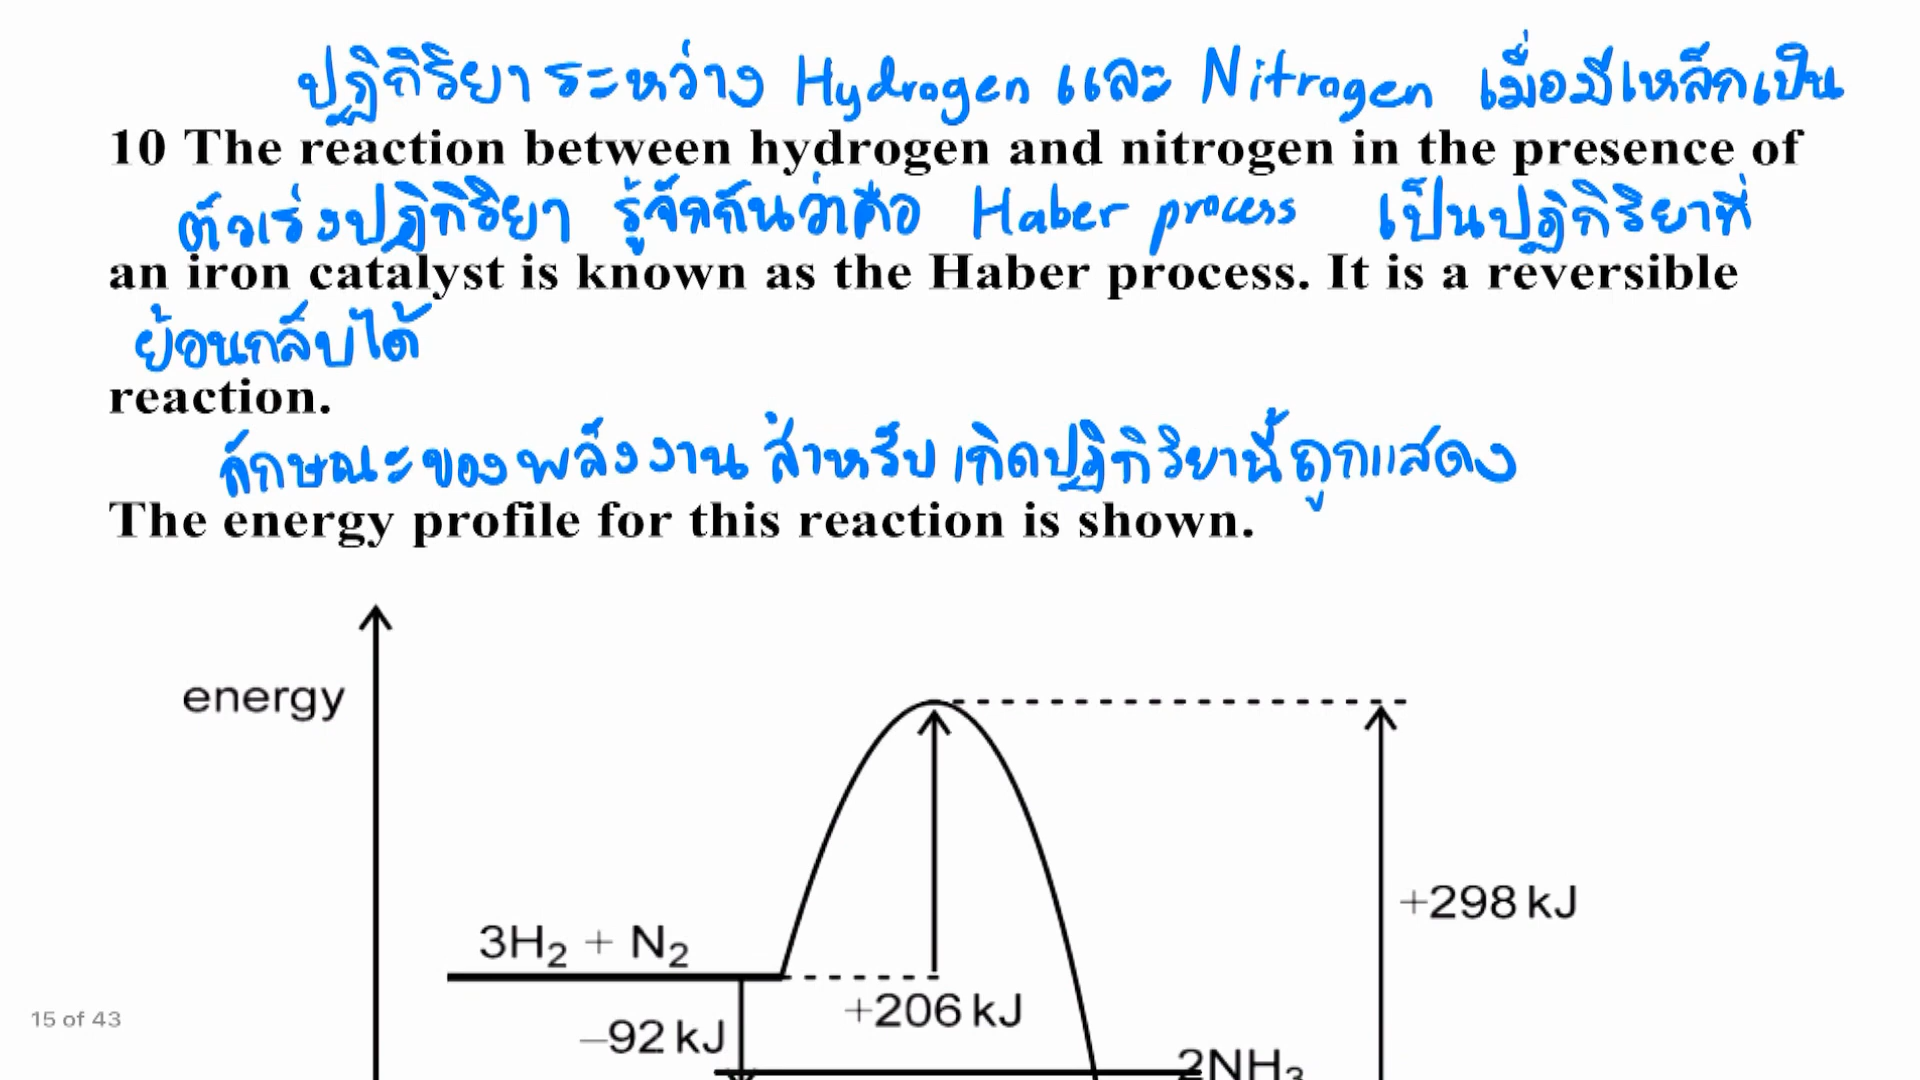 ปฏิกิริยาระหว่าง Hydrogen และ Nitrogen เมื่อมีเหล็กเป็น
10 The reaction between hydrogen and nitrogen in the presence of
ตัวเร่งปฏิกิริยา รู้จักกันว่าคือ Haber process เป็นปฏิกิริยาที่
an iron catalyst is known as the Haber process. It is a reversible
ย้อนกลับได้
reaction.
ลักษณะของพลังงาน สำหรับเกิดปฏิกิริยานี้ถูกแสดง
The energy profile for this reaction is shown.
energy
+298 kJ
3H₂ + N₂
+206 kJ
15 of 43
–92 kJ
2NH₃